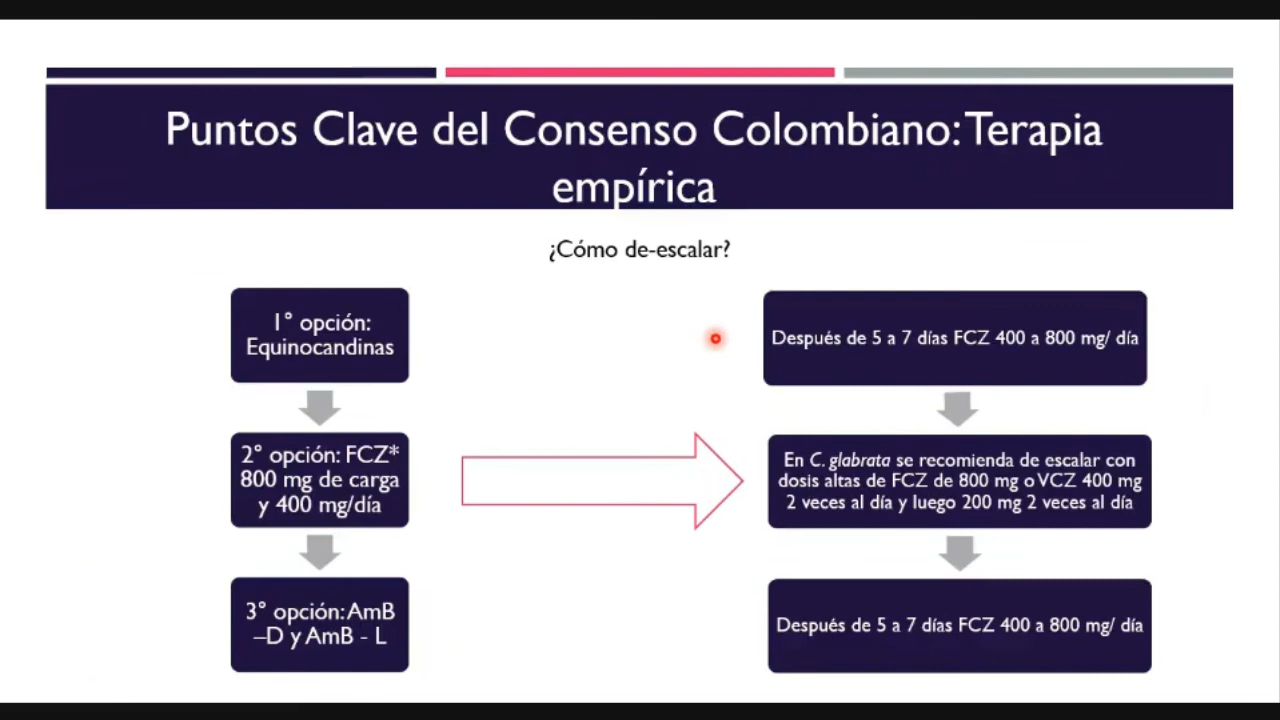 Puntos Clave del Consenso Colombiano: Terapia
empírica
¿Cómo de-escalar?
1° opción:
Equinocandinas
2° opción: FCZ*
800 mg de carga
y 400 mg/día
3° opción: AmB
–D y AmB - L
Después de 5 a 7 días FCZ 400 a 800 mg/ día
En C. glabrata se recomienda de escalar con
dosis altas de FCZ de 800 mg o VCZ 400 mg
2 veces al día y luego 200 mg 2 veces al día
Después de 5 a 7 días FCZ 400 a 800 mg/ día